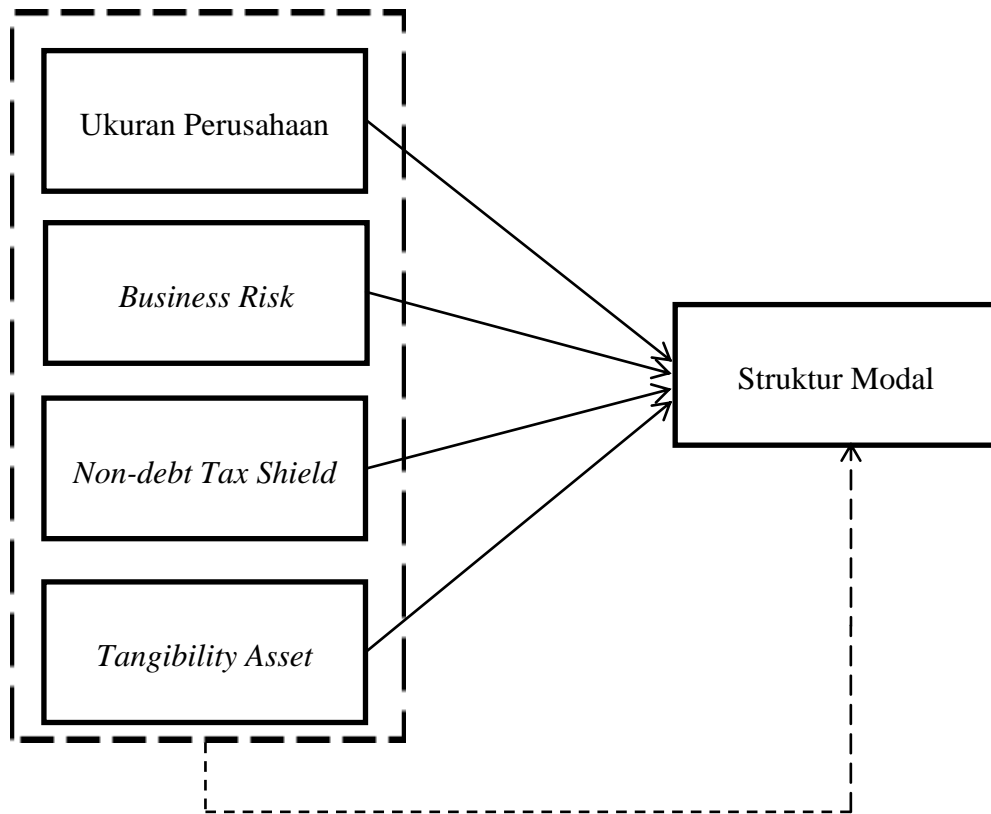 Ukuran Perusahaan
Business Risk
Struktur Modal
Non-debt Tax Shield
Tangibility Asset